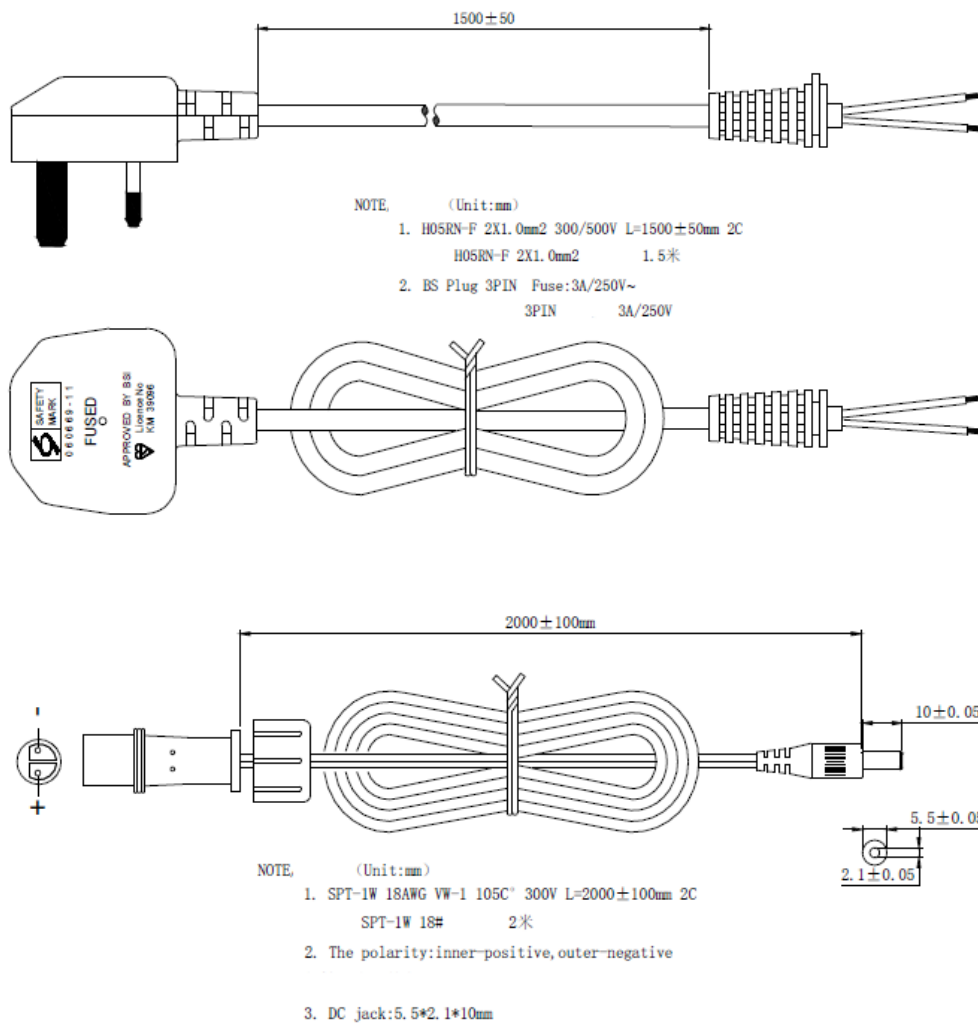 1500±50
NOTE, (Unit:mm)
1. H05RN-F 2X1.0mm2 300/500V L=1500±50mm 2C
H05RN-F 2X1.0mm2 1.5米
2. BS Plug 3PIN Fuse:3A/250V~
3PIN 3A/250V
SAFETY
MARK
060669-11
FUSED
APPROVED BY BSI
Licence No
KM 39096
2000±100mm
10±0.05
-
+
5.5±0.05
2.1±0.05
NOTE, (Unit:mm)
1. SPT-1W 18AWG VW-1 105C° 300V L=2000±100mm 2C
SPT-1W 18# 2米
2. The polarity:inner-positive,outer-negative
3. DC jack:5.5*2.1*10mm